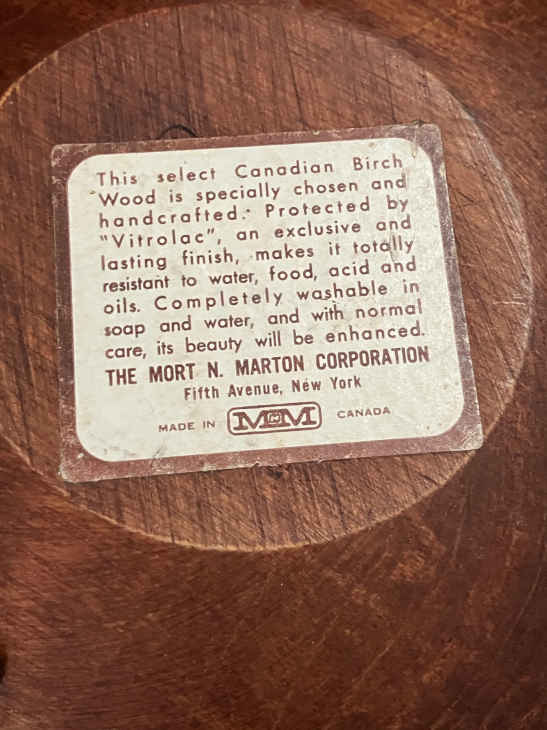 This select Canadian Birch
Wood is specially chosen and
handcrafted. Protected by
"Vitrolac", an exclusive and
lasting finish, makes it totally
resistant to water, food, acid and
oils. Completely washable in
soap and water, and with normal
care, its beauty will be enhanced.
THE MORT N. MARTON CORPORATION
Fifth Avenue, New York
MADE IN MNM CANADA